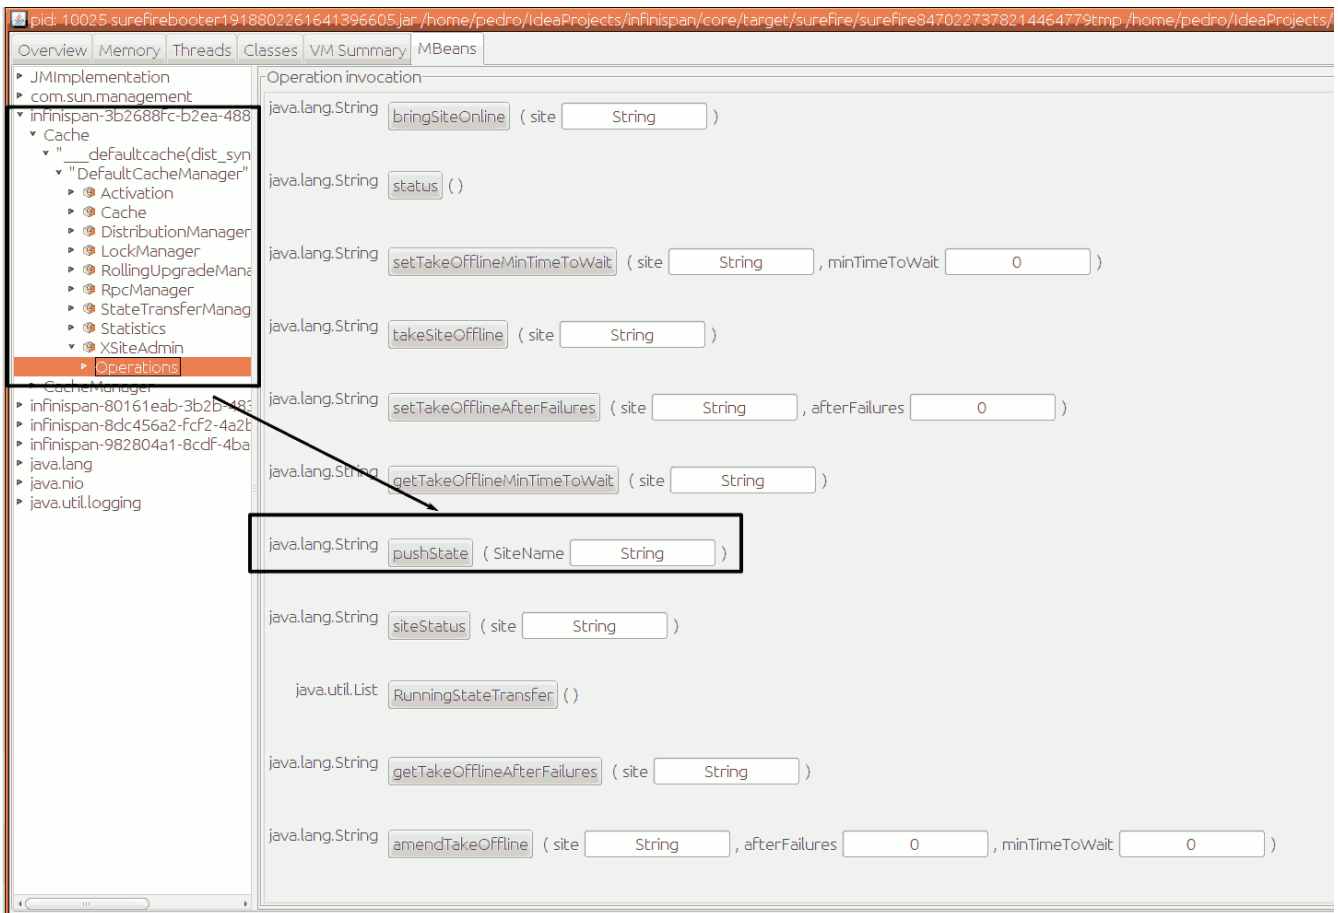 pid: 10025 surefirebooter1918802261641396605.jar /home/pedro/IdeaProjects/infinispan/core/target/surefire/surefire8470227378214464779tmp /home/pedro/IdeaProjects/
Overview Memory Threads Classes VM Summary MBeans
JMImplementation
com.sun.management
infinispan-3b2688fc-b2ea-488
Cache
"___defaultcache(dist_syn
"DefaultCacheManager"
Activation
Cache
DistributionManager
LockManager
RollingUpgradeMana
RpcManager
StateTransferManag
Statistics
XSiteAdmin
Operations
CacheManager
infinispan-80161eab-3b2b-483
infinispan-8dc456a2-fcf2-4a2b
infinispan-982804a1-8cdf-4ba
java.lang
java.nio
java.util.logging
Operation invocation
java.lang.String bringSiteOnline ( site String )
java.lang.String status ( )
java.lang.String setTakeOfflineMinTimeToWait ( site String , minTimeToWait 0 )
java.lang.String takeSiteOffline ( site String )
java.lang.String setTakeOfflineAfterFailures ( site String , afterFailures 0 )
java.lang.String getTakeOfflineMinTimeToWait ( site String )
java.lang.String pushState ( SiteName String )
java.lang.String siteStatus ( site String )
java.util.List RunningStateTransfer ( )
java.lang.String getTakeOfflineAfterFailures ( site String )
java.lang.String amendTakeOffline ( site String , afterFailures 0 , minTimeToWait 0 )